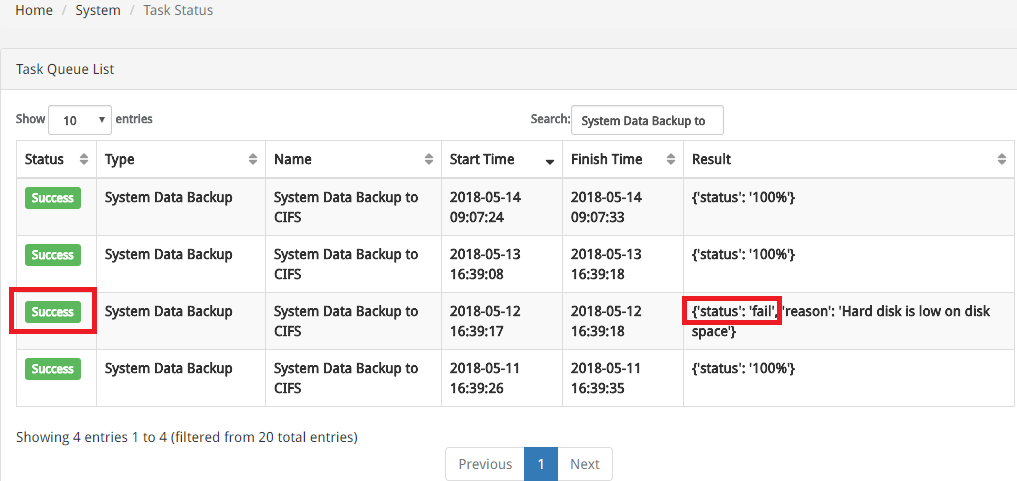 Home / System / Task Status
Task Queue List
Show 10 entries Search: System Data Backup to
Status Type Name Start Time Finish Time Result
Success System Data Backup System Data Backup to 2018-05-14 2018-05-14 {'status': '100%'}
CIFS 09:07:24 09:07:33
Success System Data Backup System Data Backup to 2018-05-13 2018-05-13 {'status': '100%'}
CIFS 16:39:08 16:39:18
Success System Data Backup System Data Backup to 2018-05-12 2018-05-12 {'status': 'fail', 'reason': 'Hard disk is low on disk
CIFS 16:39:17 16:39:18 space'}
Success System Data Backup System Data Backup to 2018-05-11 2018-05-11 {'status': '100%'}
CIFS 16:39:26 16:39:35
Showing 4 entries 1 to 4 (filtered from 20 total entries)
Previous 1 Next